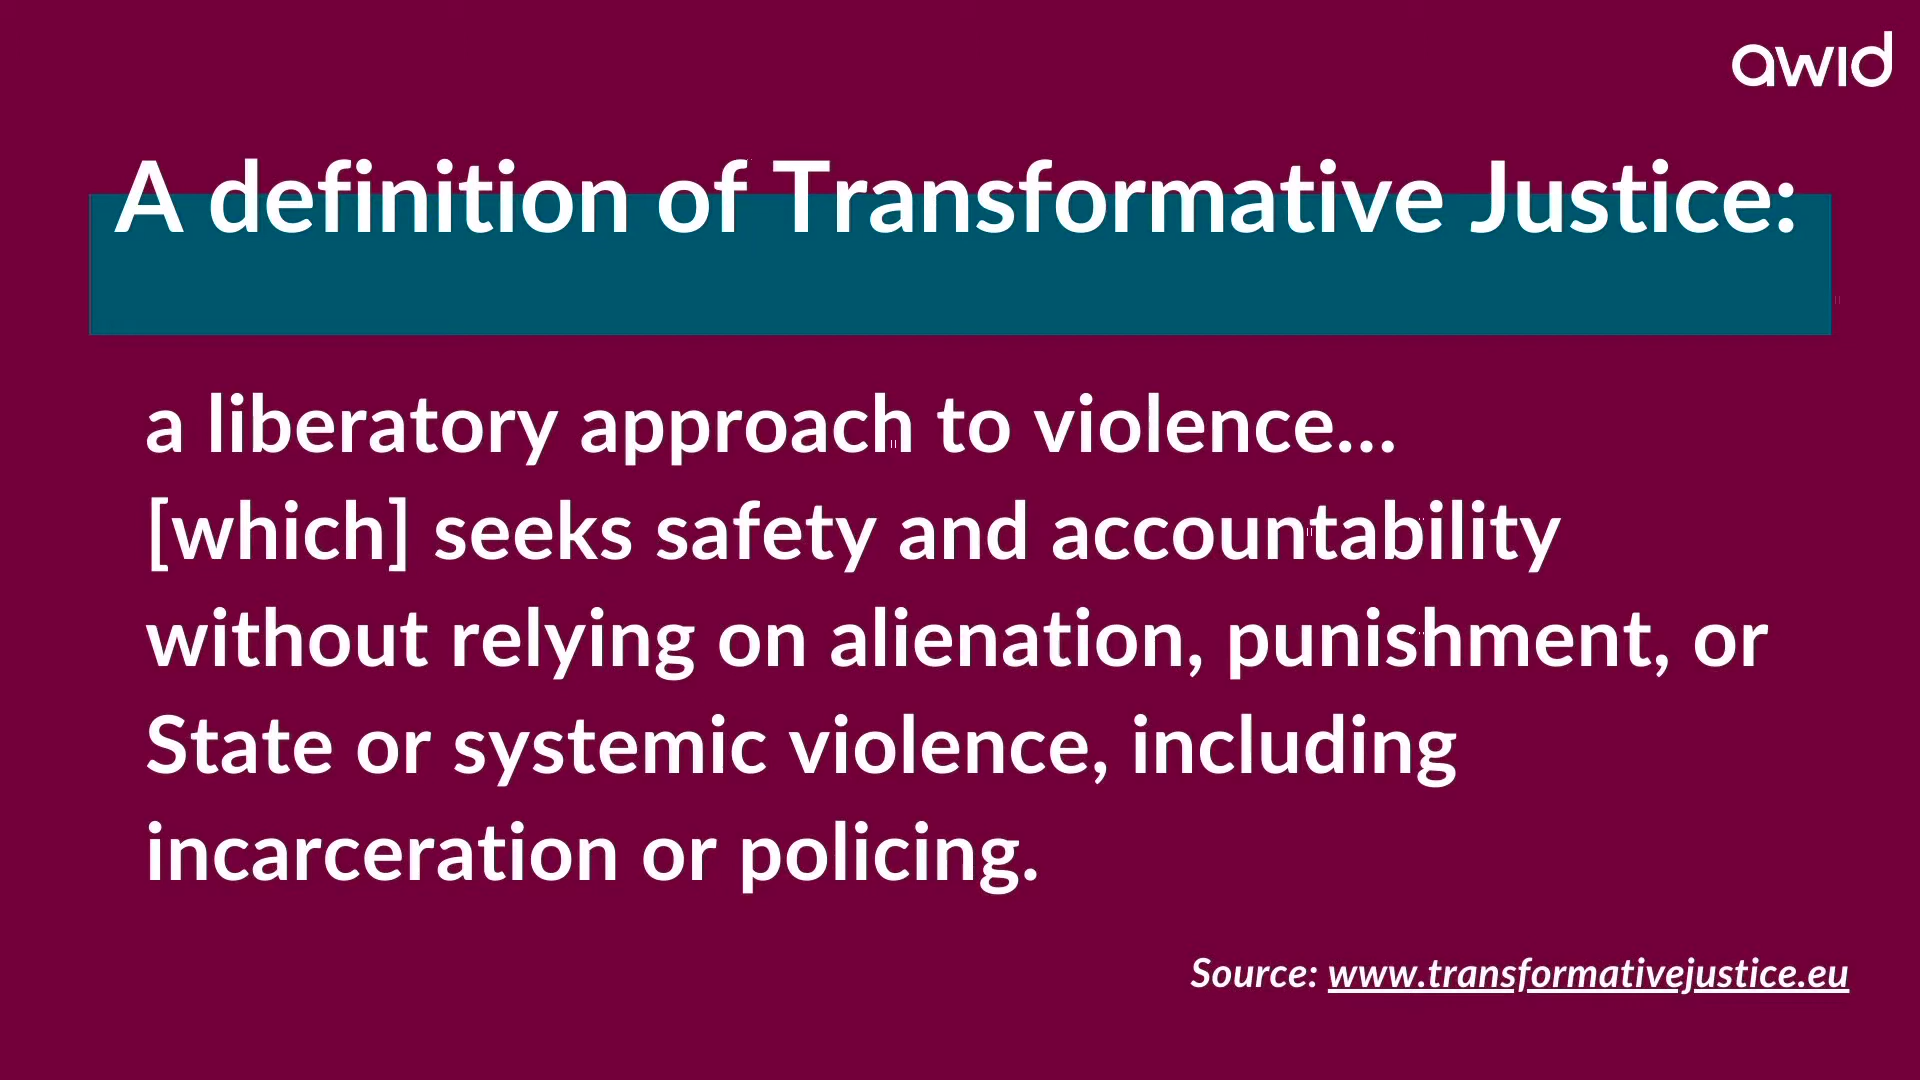 awid
A definition of Transformative Justice:
a liberatory approach to violence...
[which] seeks safety and accountability
without relying on alienation, punishment, or
State or systemic violence, including
incarceration or policing.
Source: www.transformativejustice.eu